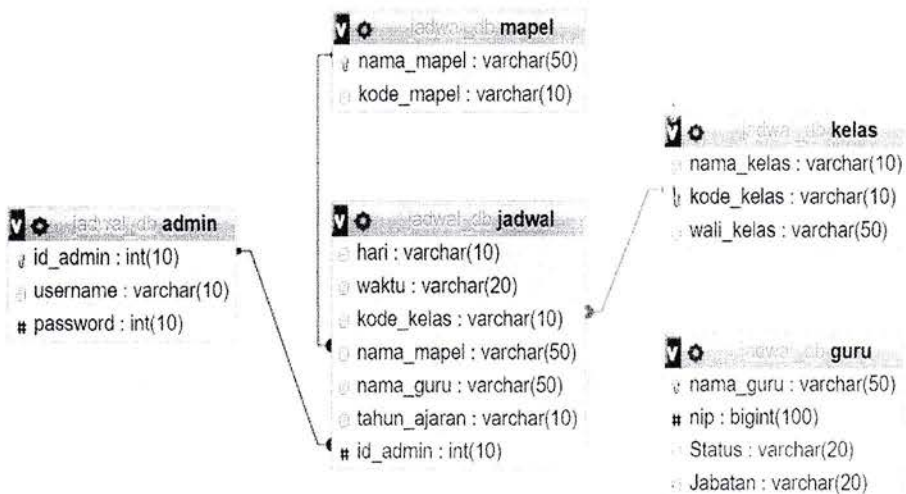 mapel
nama_mapel : varchar(50)
kode_mapel : varchar(10)
kelas
nama_kelas : varchar(10)
kode_kelas : varchar(10)
wali_kelas : varchar(50)
admin
id_admin : int(10)
username : varchar(10)
# password : int(10)
jadwal
hari : varchar(10)
waktu : varchar(20)
kode_kelas : varchar(10)
nama_mapel : varchar(50)
nama_guru : varchar(50)
tahun_ajaran : varchar(10)
# id_admin : int(10)
guru
nama_guru : varchar(50)
# nip : bigint(100)
Status : varchar(20)
Jabatan : varchar(20)